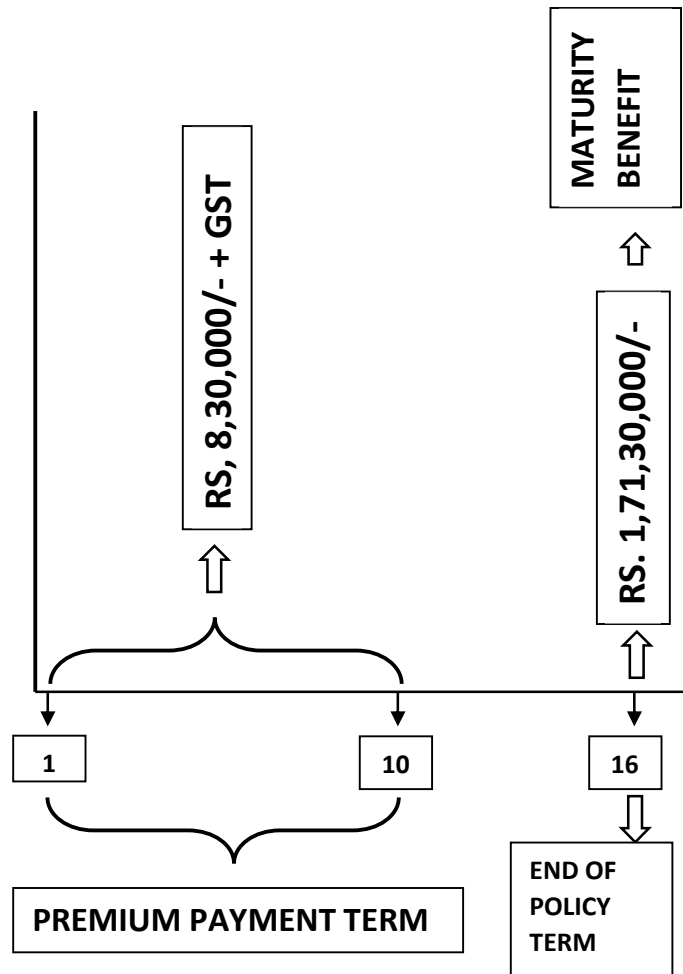 MATURITY
BENEFIT
RS, 8,30,000/- + GST
RS. 1,71,30,000/-
1
10
16
PREMIUM PAYMENT TERM
END OF
POLICY
TERM